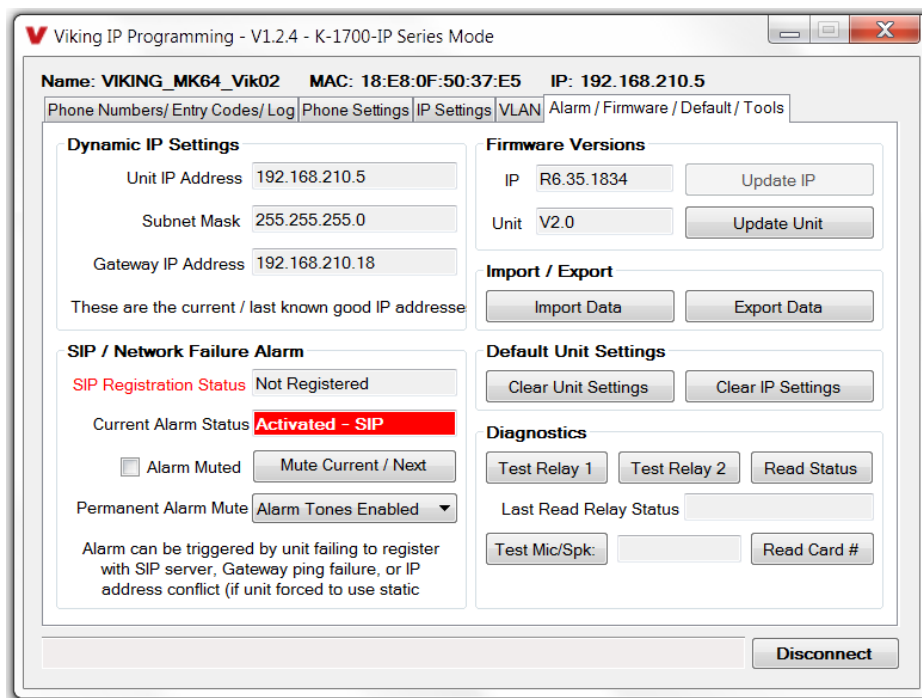 Viking IP Programming - V1.2.4 - K-1700-IP Series Mode
Name: VIKING_MK64_Vik02 MAC: 18:E8:0F:50:37:E5 IP: 192.168.210.5
Phone Numbers/ Entry Codes/ Log Phone Settings IP Settings VLAN Alarm / Firmware / Default / Tools
Dynamic IP Settings
Unit IP Address 192.168.210.5
Subnet Mask 255.255.255.0
Gateway IP Address 192.168.210.18
These are the current / last known good IP addresse
SIP / Network Failure Alarm
SIP Registration Status Not Registered
Current Alarm Status Activated - SIP
Alarm Muted Mute Current / Next
Permanent Alarm Mute Alarm Tones Enabled
Alarm can be triggered by unit failing to register
with SIP server, Gateway ping failure, or IP
address conflict (if unit forced to use static
Firmware Versions
IP R6.35.1834 Update IP
Unit V2.0 Update Unit
Import / Export
Import Data Export Data
Default Unit Settings
Clear Unit Settings Clear IP Settings
Diagnostics
Test Relay 1 Test Relay 2 Read Status
Last Read Relay Status
Test Mic/Spk: Read Card #
Disconnect